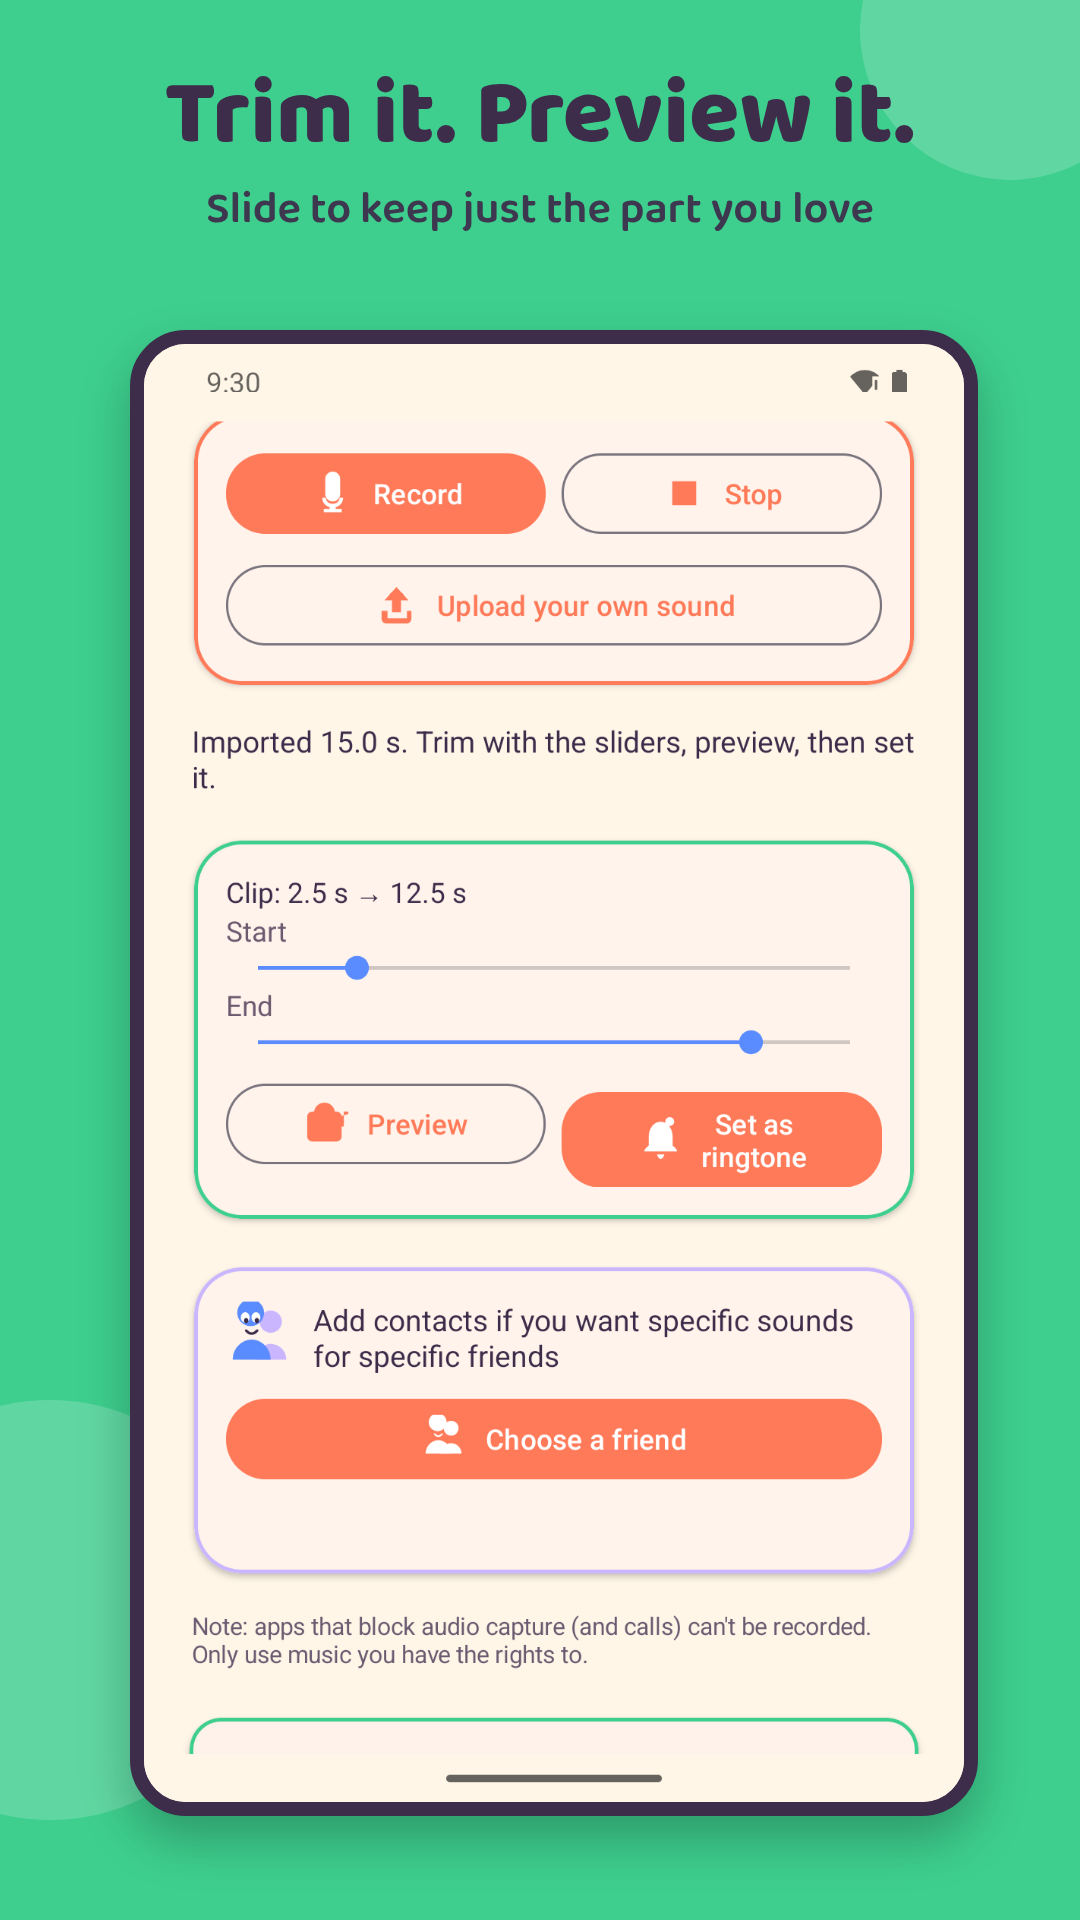 Trim it. Preview it.
Slide to keep just the part you love
9:30
Record
Stop
Upload your own sound
Imported 15.0 s. Trim with the sliders, preview, then set
it.
Clip: 2.5 s → 12.5 s
Start
End
Preview
Set as
ringtone
Add contacts if you want specific sounds
for specific friends
Choose a friend
Note: apps that block audio capture (and calls) can't be recorded.
Only use music you have the rights to.